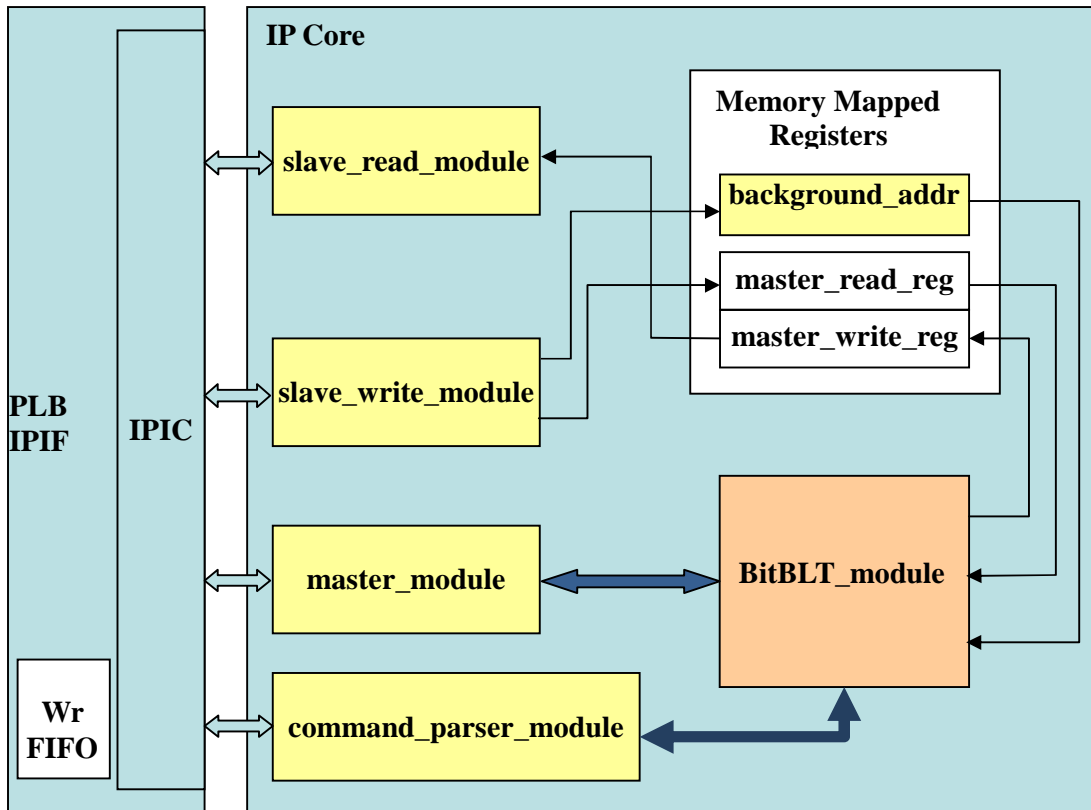 IP Core
Memory Mapped
Registers
slave_read_module
background_addr
master_read_reg
master_write_reg
slave_write_module
PLB
IPIF
IPIC
master_module
BitBLT_module
Wr
FIFO
command_parser_module